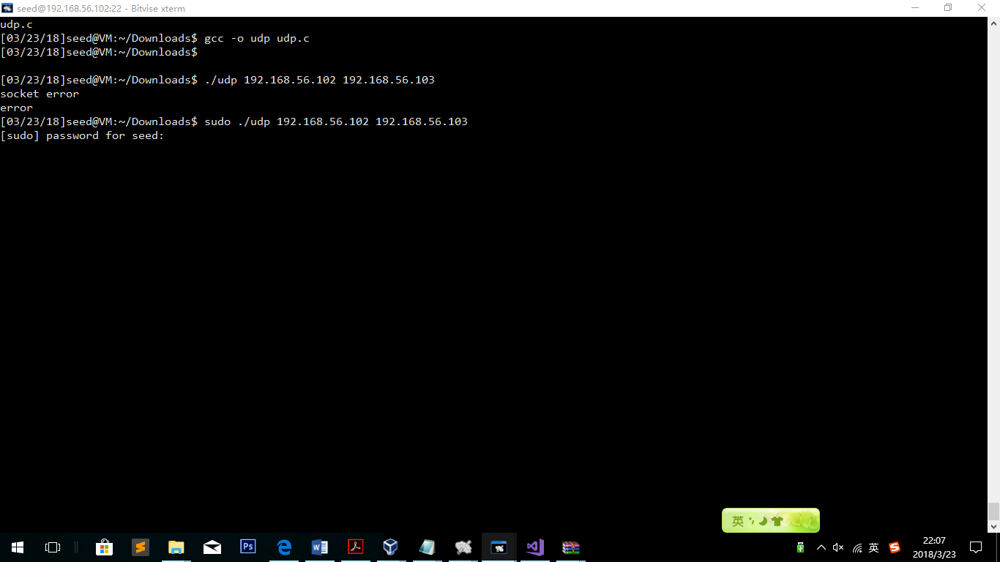 seed@192.168.56.102:22 - Bitvise xterm
udp.c
[03/23/18]seed@VM:~/Downloads$ gcc -o udp udp.c
[03/23/18]seed@VM:~/Downloads$
[03/23/18]seed@VM:~/Downloads$ ./udp 192.168.56.102 192.168.56.103
socket error
error
[03/23/18]seed@VM:~/Downloads$ sudo ./udp 192.168.56.102 192.168.56.103
[sudo] password for seed:
英
Ps
英
22:07
2018/3/23